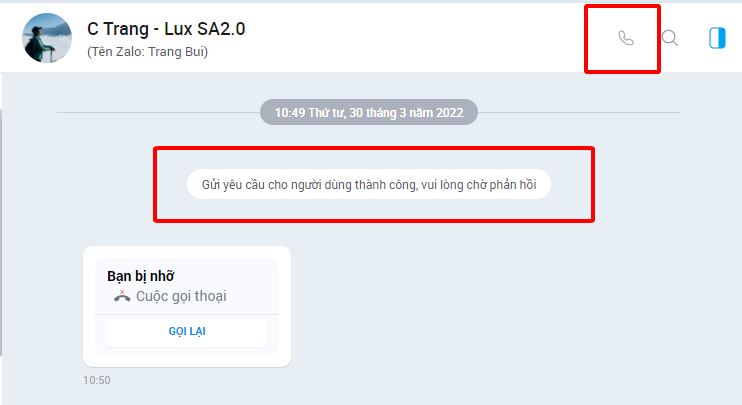 C Trang - Lux SA2.0
(Tên Zalo: Trang Bui)
10:49 Thứ tư, 30 tháng 3 năm 2022
Gửi yêu cầu cho người dùng thành công, vui lòng chờ phản hồi
Bạn bị nhỡ
Cuộc gọi thoại
GỌI LẠI
10:50